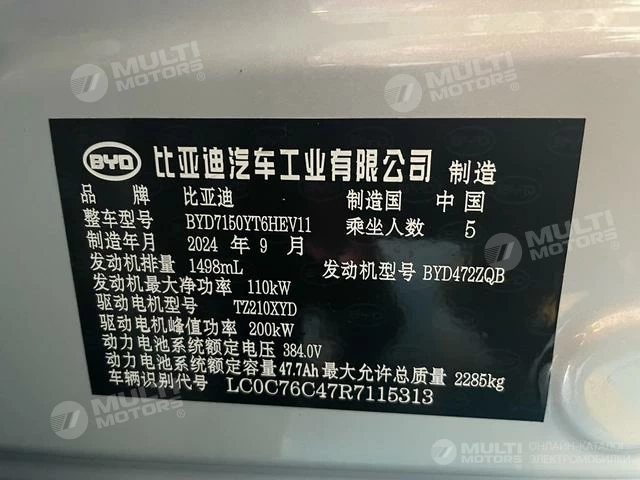 MULTI MOTORS®
MULTI MOTORS®
BYD 比亚迪汽车工业有限公司 制造
品 牌 比亚迪 制造国 中 国
整车型号 BYD7150YT6HEV11 乘坐人数 5
制造年月 2024 年 9 月
发动机排量 1498mL 发动机型号 BYD472ZQB
发动机最大净功率 110kW
驱动电机型号 TZ210XYD
驱动电机峰值功率 200kW
动力电池系统额定电压 384.0V
动力电池系统额定容量 47.7Ah 最大允许总质量 2285kg
车辆识别代号 LC0C76C47R7115313
MULTI MOTORS®
MULTI MOTORS®
MULTI MOTORS® ОНЛАЙН-КАТАЛОГ ЭЛЕКТРОМОБИЛЕЙ